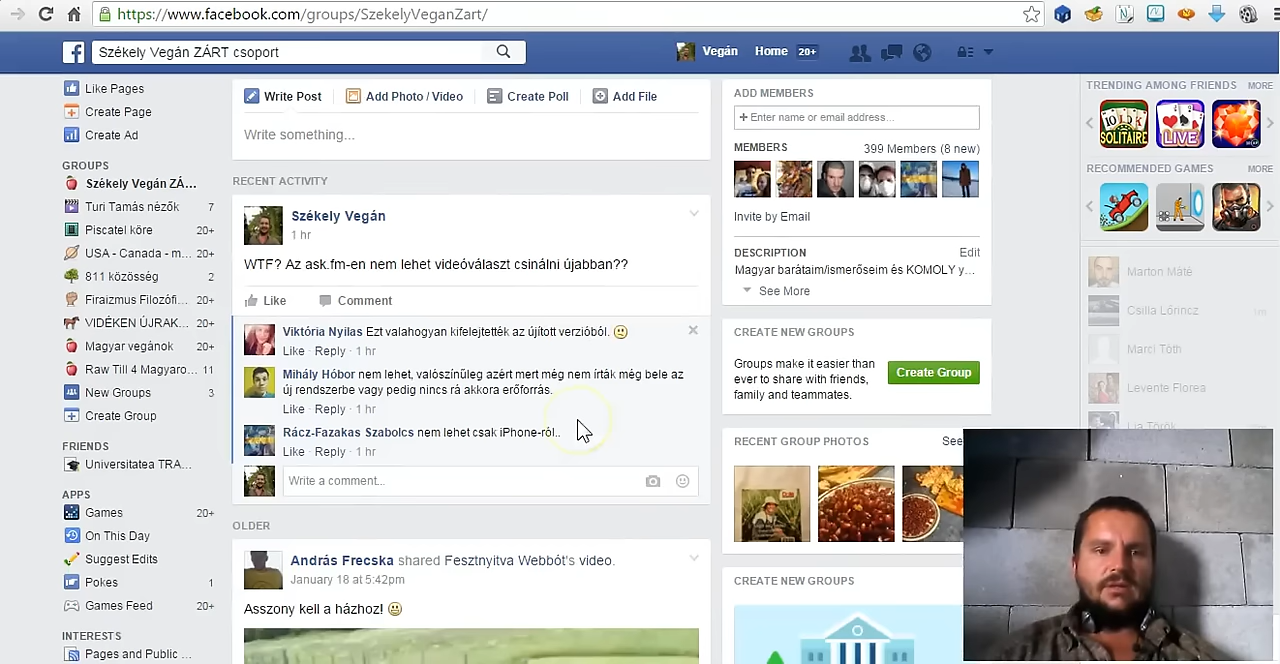 https://www.facebook.com/groups/SzekelyVeganZart/
Székely Vegán ZÁRT csoport
Vegán
Home 20+
Like Pages
Create Page
Create Ad
GROUPS
Székely Vegán ZÁ...
Turi Tamás nézők 7
Piscatel köre 20+
USA - Canada - m... 20+
811 közösség 2
Firaizmus Filozófi... 20+
VIDÉKEN ÚJRAK... 20+
Magyar vegánok 20+
Raw Till 4 Magyaro... 11
New Groups 3
Create Group
FRIENDS
Universitatea TRA...
APPS
Games 20+
On This Day
Suggest Edits
Pokes 1
Games Feed 20+
INTERESTS
Pages and Public ...
Write Post
Add Photo / Video
Create Poll
Add File
Write something...
RECENT ACTIVITY
Székely Vegán
1 hr
WTF? Az ask.fm-en nem lehet videóválaszt csinálni újabban??
Like Comment
Viktória Nyilas Ezt valahogyan kifelejtették az újított verzióból.
Like · Reply · 1 hr
Mihály Hóbor nem lehet, valószínűleg azért mert még nem írták még bele az
új rendszerbe vagy pedig nincs rá akkora erőforrás.
Like · Reply · 1 hr
Rácz-Fazakas Szabolcs nem lehet csak iPhone-ról..
Like · Reply · 1 hr
Write a comment...
OLDER
András Frecska shared Fesztnyitva Webbót's video.
January 18 at 5:42pm
Asszony kell a házhoz!
ADD MEMBERS
+ Enter name or email address...
MEMBERS 399 Members (8 new)
Invite by Email
DESCRIPTION Edit
Magyar barátaim/ismerőseim és KOMOLY y...
See More
CREATE NEW GROUPS
Groups make it easier than
ever to share with friends,
family and teammates.
Create Group
RECENT GROUP PHOTOS See
CREATE NEW GROUPS
TRENDING AMONG FRIENDS MORE
SOLITAIRE
LIVE
RECOMMENDED GAMES MORE
Marton Máté
Csilla Lőrincz 1m
Marci Tóth
Levente Florea
Lia Török